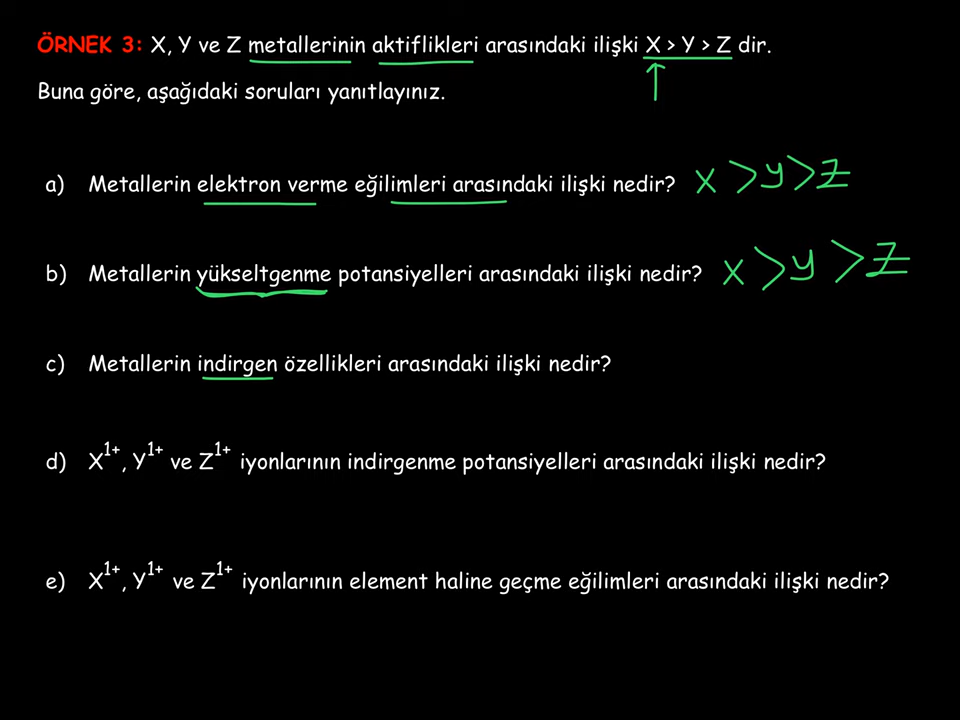 ÖRNEK 3: X, Y ve Z metallerinin aktiflikleri arasındaki ilişki X > Y > Z dir.
Buna göre, aşağıdaki soruları yanıtlayınız.
a) Metallerin elektron verme eğilimleri arasındaki ilişki nedir? X > Y > Z
b) Metallerin yükseltgenme potansiyelleri arasındaki ilişki nedir? X > Y > Z
c) Metallerin indirgen özellikleri arasındaki ilişki nedir?
d) X¹⁺, Y¹⁺ ve Z¹⁺ iyonlarının indirgenme potansiyelleri arasındaki ilişki nedir?
e) X¹⁺, Y¹⁺ ve Z¹⁺ iyonlarının element haline geçme eğilimleri arasındaki ilişki nedir?